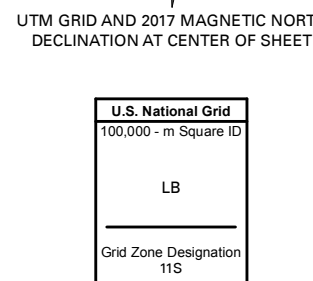 UTM GRID AND 2017 MAGNETIC NORT
DECLINATION AT CENTER OF SHEET
U.S. National Grid
100,000 - m Square ID
LB
Grid Zone Designation
11S